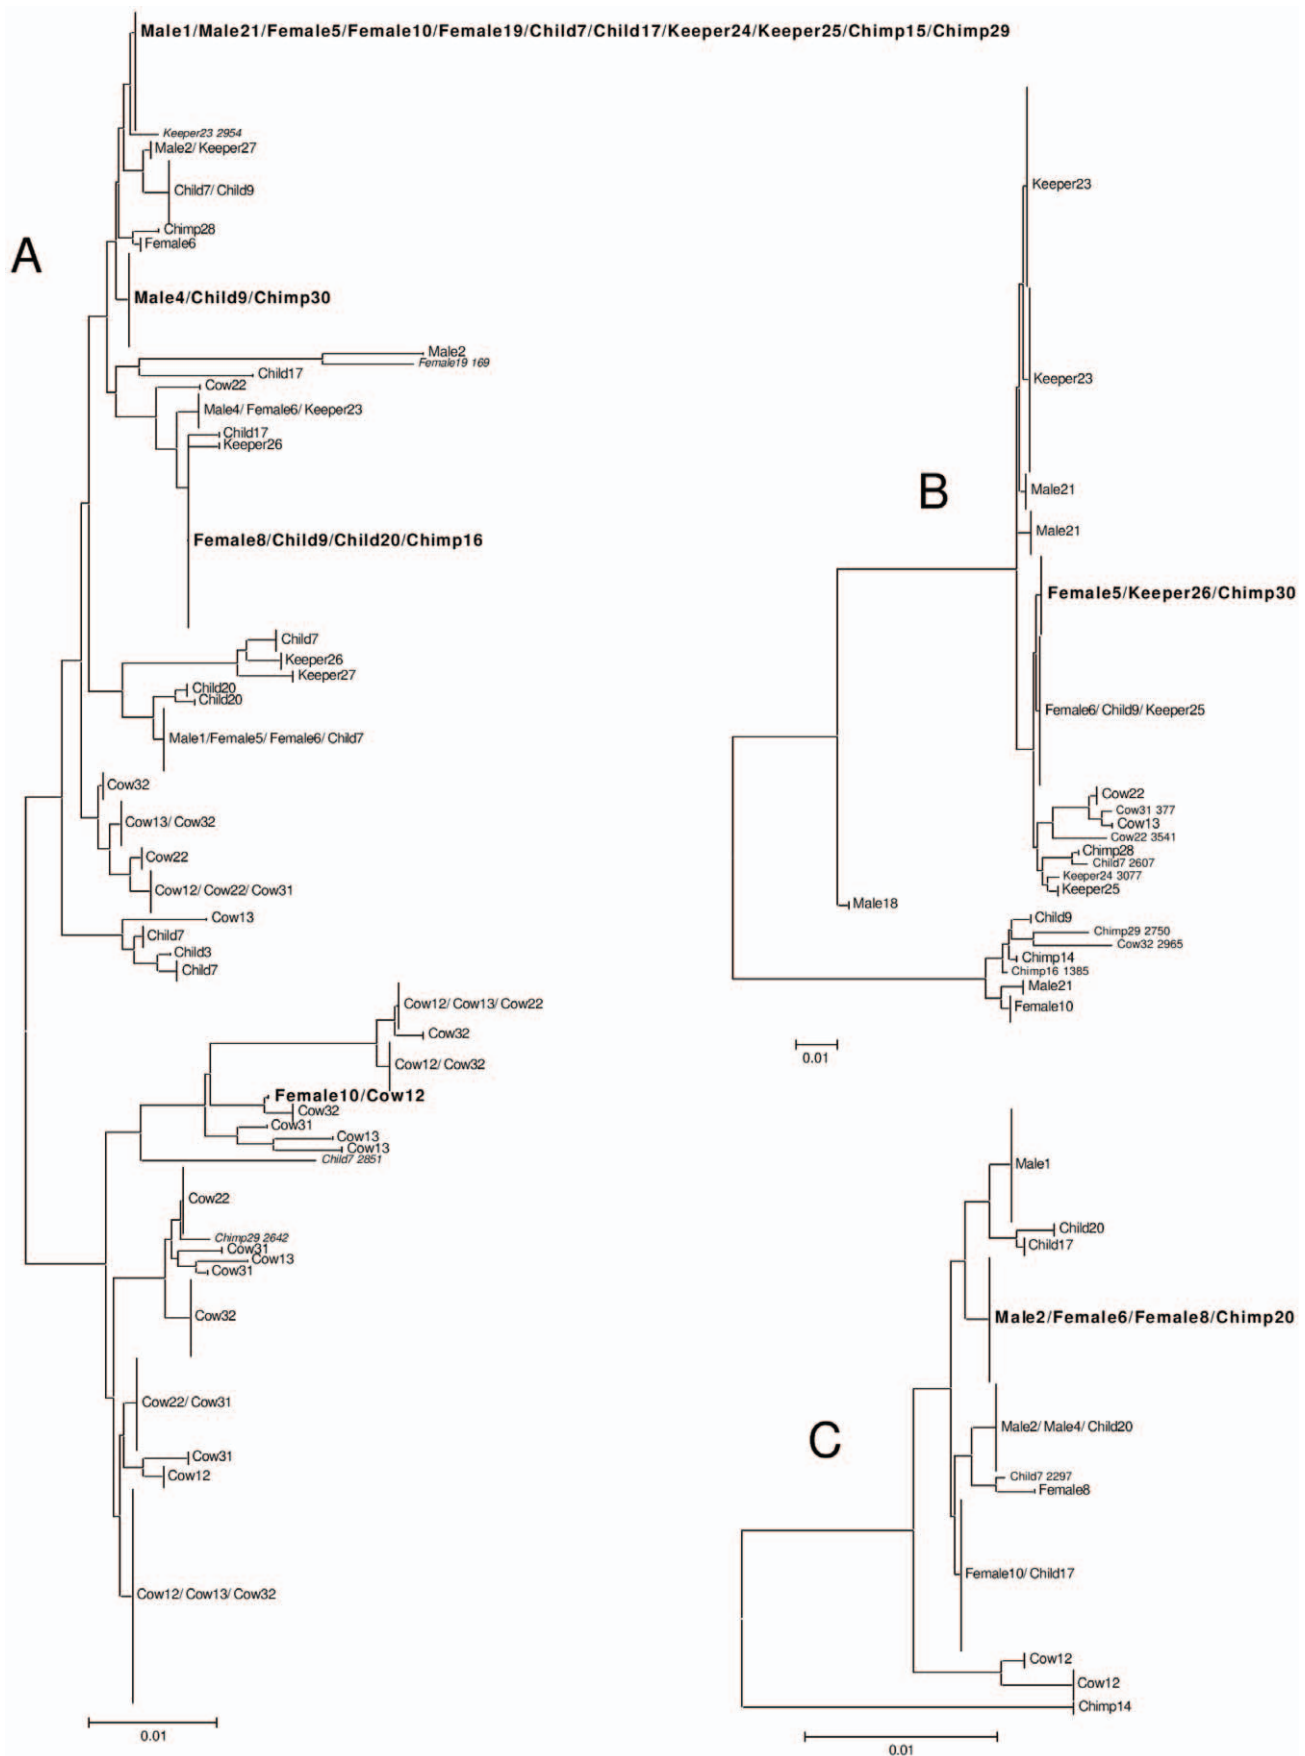 Male1/Male21/Female5/Female10/Female19/Child7/Child17/Keeper24/Keeper25/Chimp15/Chimp29
Keeper23 2954
Male2/ Keeper27
Child7/ Child9
Chimp28
Female6
A
Male4/Child9/Chimp30
Male2
Female19 169
Child17
Cow22
Male4/ Female6/ Keeper23
Child17
Keeper26
Female8/Child9/Child20/Chimp16
Child7
Keeper26
Keeper27
Child20
Child20
Male1/Female5/ Female6/ Child7
Cow32
Cow13/ Cow32
Cow22
Cow12/ Cow22/ Cow31
Cow13
Child7
Child3
Child7
Cow12/ Cow13/ Cow22
Cow32
Cow12/ Cow32
Female10/Cow12
Cow32
Cow31
Cow13
Cow13
Child7 2851
Cow22
Chimp29 2642
Cow31
Cow13
Cow31
Cow32
Cow22/ Cow31
Cow31
Cow12
Cow12/ Cow13/ Cow32
0.01
Keeper23
Keeper23
B
Male21
Male21
Female5/Keeper26/Chimp30
Female6/ Child9/ Keeper25
Cow22
Cow31 377
Cow13
Cow22 3541
Chimp28
Child7 2607
Keeper24 3077
Keeper25
Male18
Child9
Chimp29 2750
Cow32 2965
Chimp14
Chimp16 1385
Male21
Female10
0.01
Male1
Child20
Child17
Male2/Female6/Female8/Chimp20
C
Male2/ Male4/ Child20
Child7 2297
Female8
Female10/ Child17
Cow12
Cow12
Chimp14
0.01